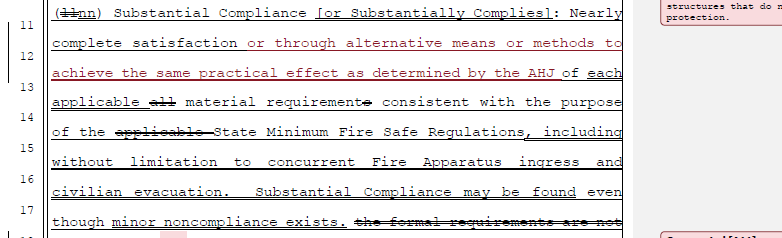 (llnn) Substantial Compliance [or Substantially Complies]: Nearly
structures that do n
protection.
11
complete satisfaction or through alternative means or methods to
12
achieve the same practical effect as determined by the AHJ of each
13
applicable all material requirements consistent with the purpose
14
of the applicable State Minimum Fire Safe Regulations, including
15
without limitation to concurrent Fire Apparatus ingress and
16
civilian evacuation. Substantial Compliance may be found even
17
though minor noncompliance exists. the formal requirements are not